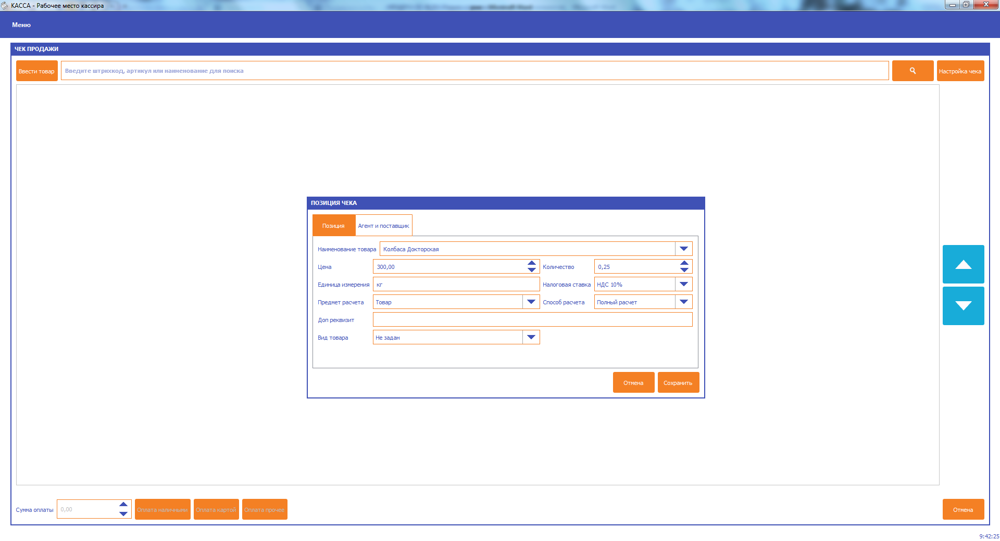 КАССА - Рабочее место кассира
Меню
ЧЕК ПРОДАЖИ
Ввести товар
Введите штрихкод, артикул или наименование для поиска
Настройка чека
ПОЗИЦИЯ ЧЕКА
Позиция
Агент и поставщик
Наименование товара Колбаса Докторская
Цена 300,00 Количество 0,25
Единица измерения кг Налоговая ставка НДС 10%
Предмет расчета Товар Способ расчета Полный расчет
Доп реквизит
Вид товара Не задан
Отмена
Сохранить
Сумма оплаты 0,00 Оплата наличными Оплата картой Оплата прочее Отмена
9:42:25